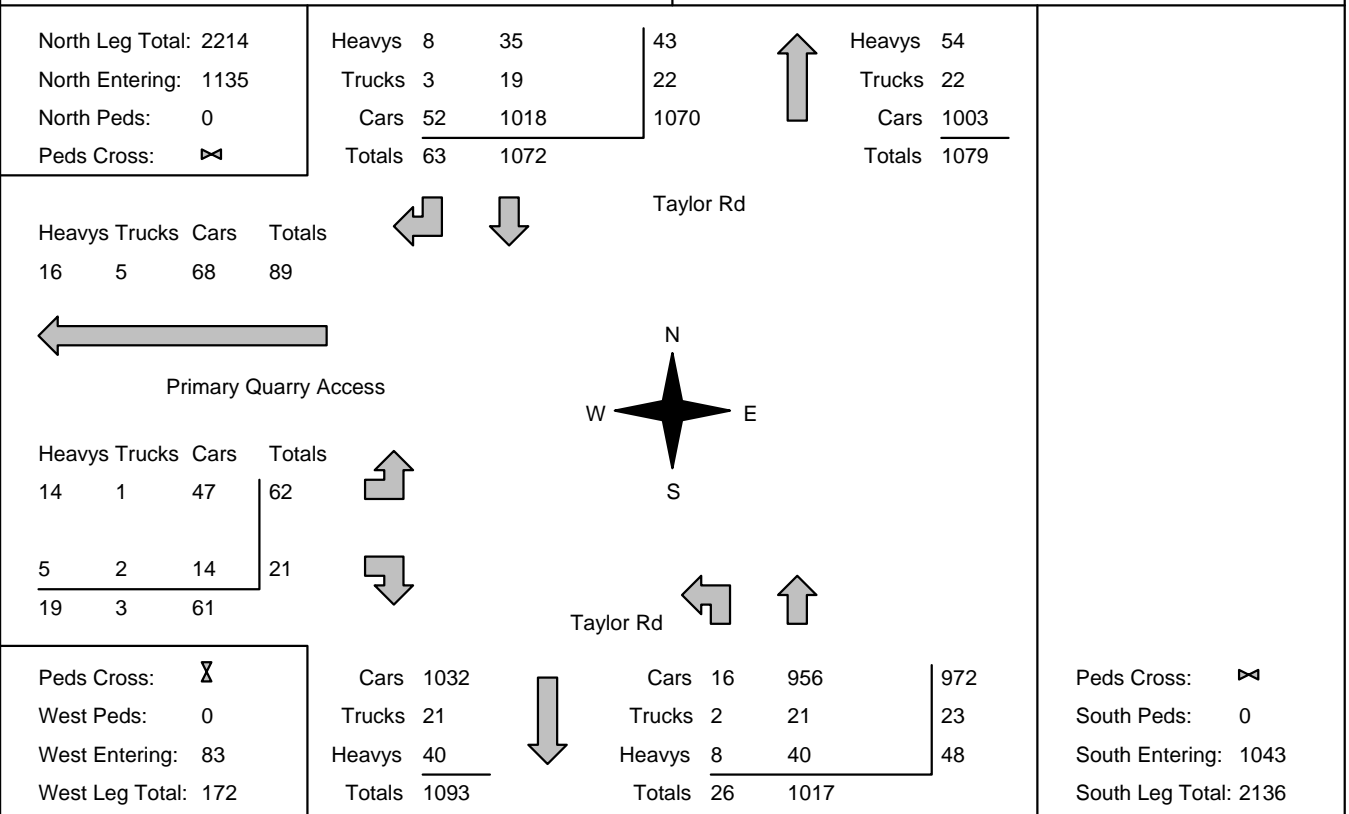 North Leg Total: 2214
North Entering: 1135
North Peds: 0
Peds Cross:
Heavys 8 35 43
Trucks 3 19 22
Cars 52 1018 1070
Totals 63 1072
Heavys 54
Trucks 22
Cars 1003
Totals 1079
Taylor Rd
Heavys Trucks Cars Totals
16 5 68 89
Primary Quarry Access
N
W E
S
Heavys Trucks Cars Totals
14 1 47 62
5 2 14 21
19 3 61
Taylor Rd
Peds Cross:
West Peds: 0
West Entering: 83
West Leg Total: 172
Cars 1032
Trucks 21
Heavys 40
Totals 1093
Cars 16 956 972
Trucks 2 21 23
Heavys 8 40 48
Totals 26 1017
Peds Cross:
South Peds: 0
South Entering: 1043
South Leg Total: 2136